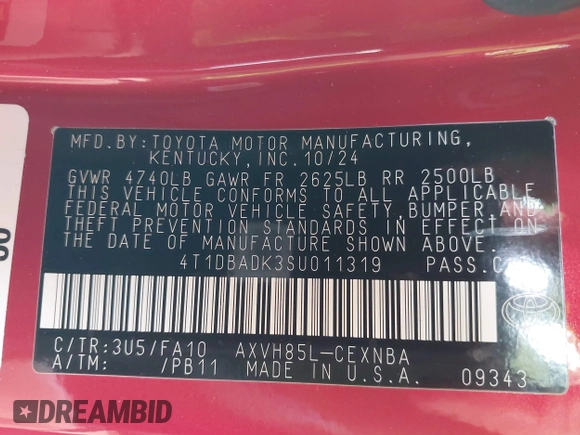 MFD.BY:TOYOTA MOTOR MANUFACTURING,
KENTUCKY,INC.10/24
GVWR 4740LB GAWR FR 2625LB RR 2500LB
THIS VEHICLE CONFORMS TO ALL APPLICABLE
FEDERAL MOTOR VEHICLE SAFETY,BUMPER,AND
THEFT PREVENTION STANDARDS IN EFFECT ON
THE DATE OF MANUFACTURE SHOWN ABOVE.
4T1DBADK3SU011319 PASS.CAR
C/TR:3U5/FA10 AXVH85L-CEXNBA
A/TM: /PB11 MADE IN U.S.A. 09343
DREAMBID